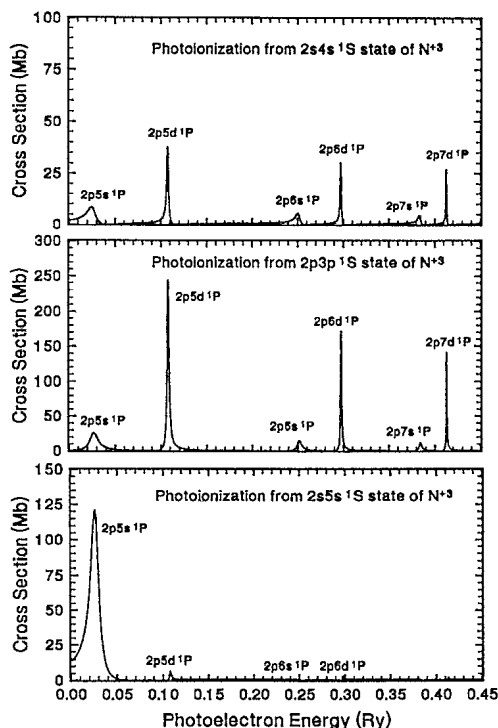 100
Photoionization from 2s4s ¹S state of N⁺³
75
Cross Section (Mb)
50
2p5d ¹P
2p6d ¹P
2p7d ¹P
25
2p5s ¹P
2p6s ¹P
2p7s ¹P
0
300
Photoionization from 2p3p ¹S state of N⁺³
250
2p5d ¹P
200
2p6d ¹P
Cross Section (Mb)
150
2p7d ¹P
100
50
2p5s ¹P
2p6s ¹P
2p7s ¹P
0
150
Photoionization from 2s5s ¹S state of N⁺³
125
2p5s ¹P
100
Cross Section (Mb)
75
50
25
2p5d ¹P
2p6s ¹P
2p6d ¹P
0
0.00 0.05 0.10 0.15 0.20 0.25 0.30 0.35 0.40 0.45
Photoelectron Energy (Ry)